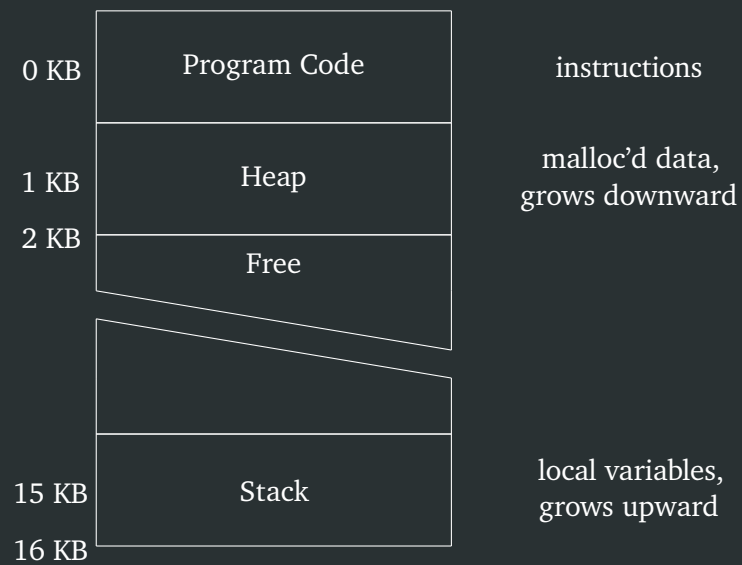 0 KB
Program Code
instructions
1 KB
Heap
malloc’d data,
grows downward
2 KB
Free
15 KB
Stack
local variables,
grows upward
16 KB